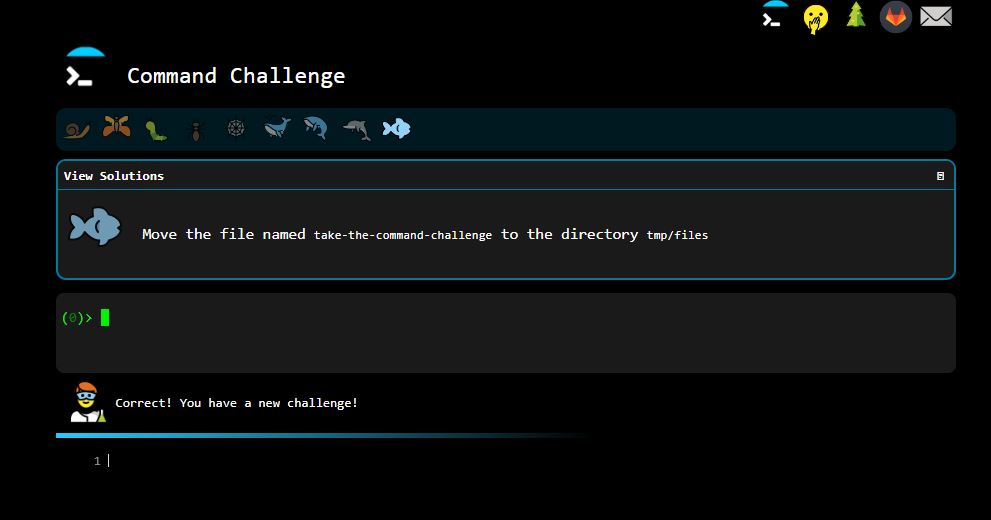 Command Challenge
View Solutions
Move the file named take-the-command-challenge to the directory tmp/files
(0)>
Correct! You have a new challenge!
1